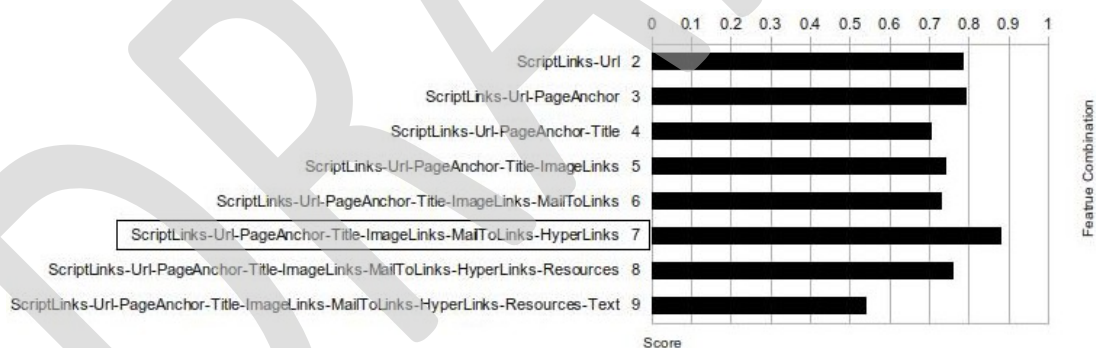 0 0.1 0.2 0.3 0.4 0.5 0.6 0.7 0.8 0.9 1
ScriptLinks-Url 2
ScriptLinks-Url-PageAnchor 3
ScriptLinks-Url-PageAnchor-Title 4
ScriptLinks-Url-PageAnchor-Title-ImageLinks 5
ScriptLinks-Url-PageAnchor-Title-ImageLinks-MailToLinks 6
ScriptLinks-Url-PageAnchor-Title-ImageLinks-MailToLinks-HyperLinks 7
ScriptLinks-Url-PageAnchor-Title-ImageLinks-MailToLinks-HyperLinks-Resources 8
ScriptLinks-Url-PageAnchor-Title-ImageLinks-MailToLinks-HyperLinks-Resources-Text 9
Score
Featrue Combination